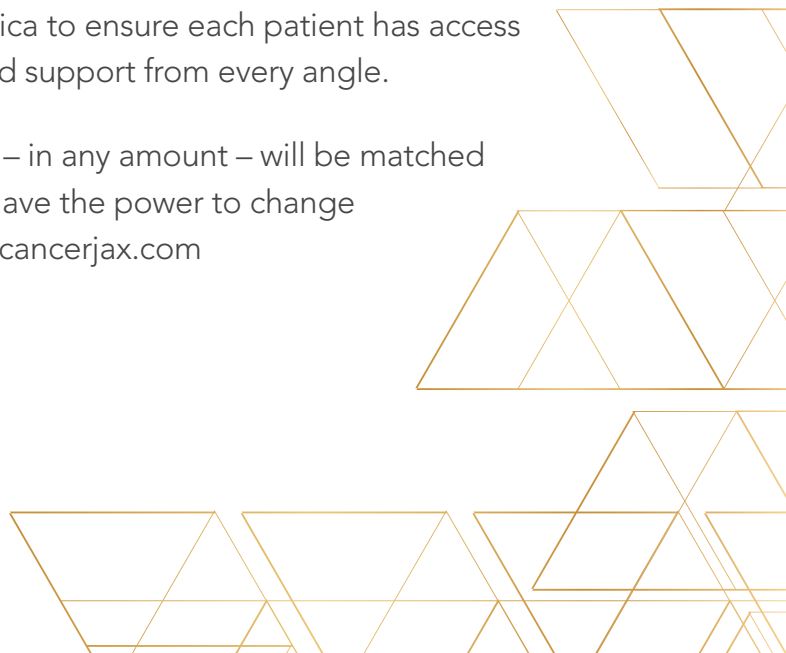 ica to ensure each patient has access
d support from every angle.
– in any amount – will be matched
ave the power to change
cancerjax.com